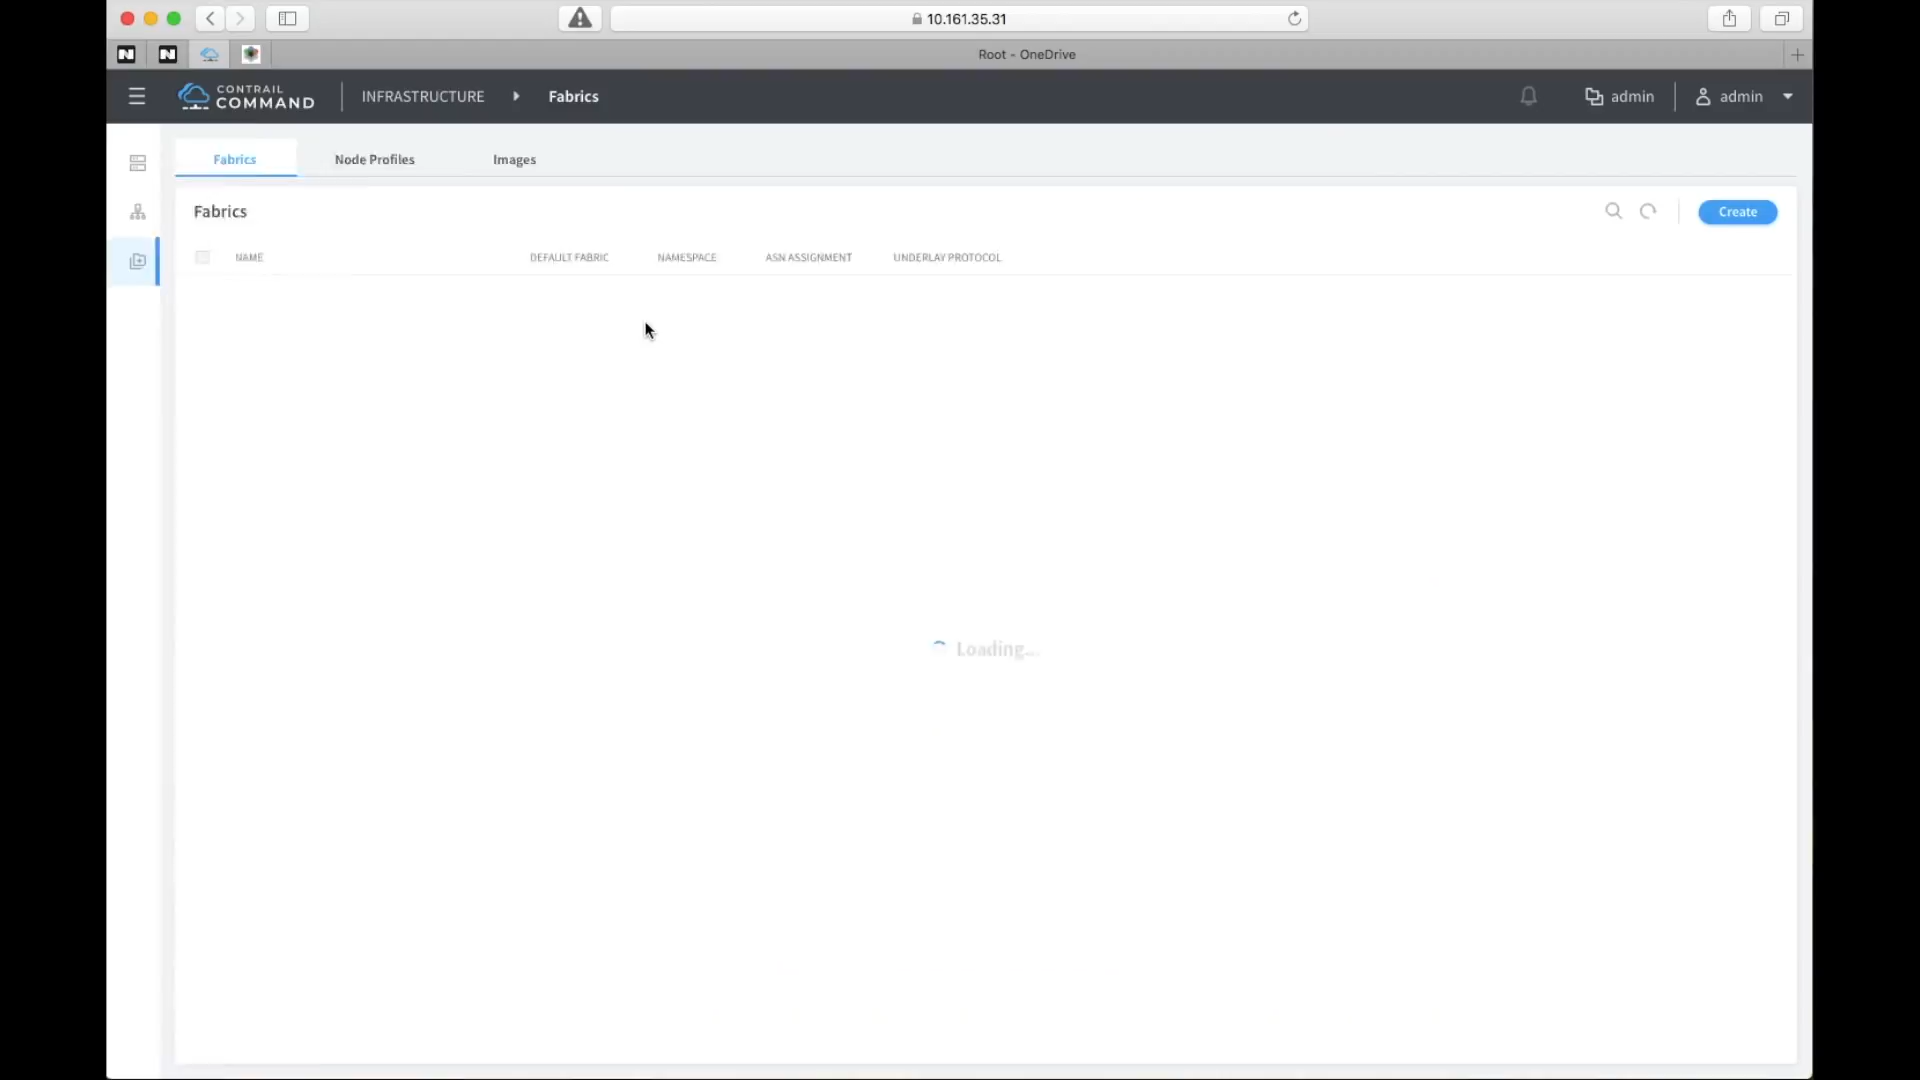 10.161.35.31
Root - OneDrive
CONTRAIL
COMMAND
INFRASTRUCTURE
Fabrics
admin
admin
Fabrics
Node Profiles
Images
Fabrics
Create
NAME
DEFAULT FABRIC
NAMESPACE
ASN ASSIGNMENT
UNDERLAY PROTOCOL
Loading...